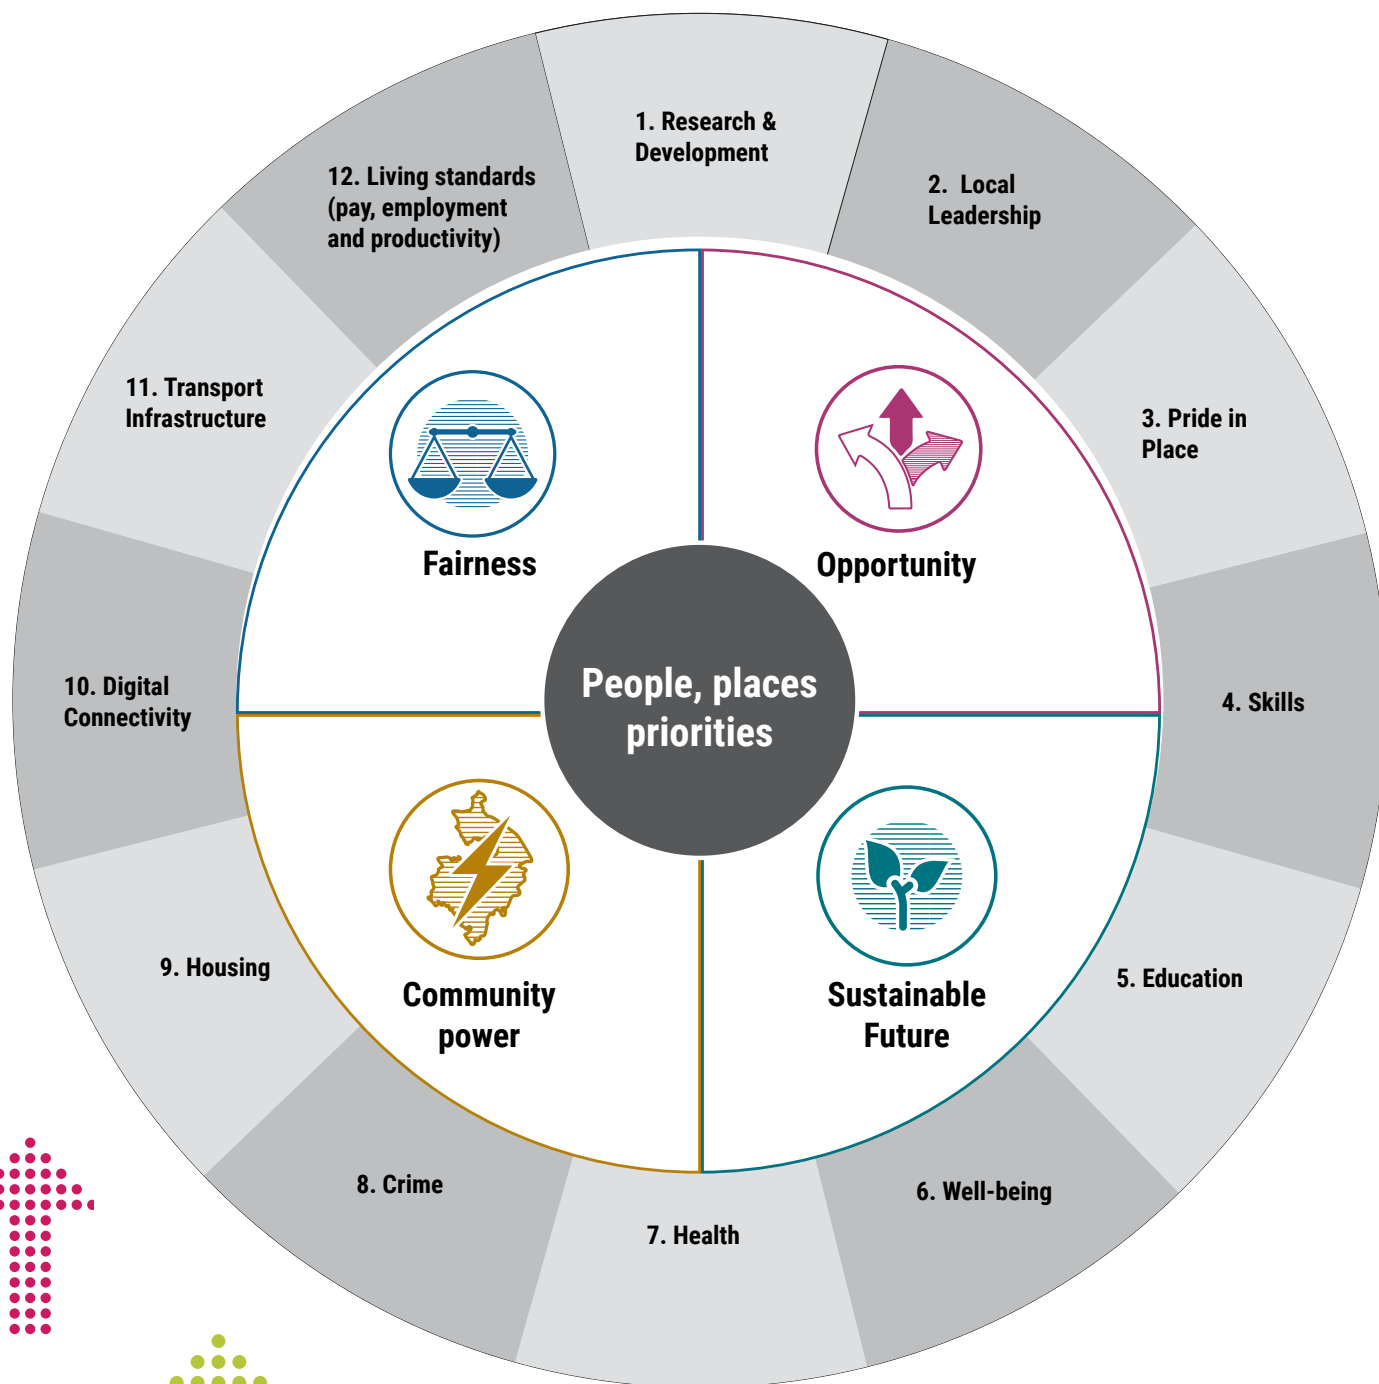 1. Research &
Development
2. Local
Leadership
3. Pride in
Place
4. Skills
5. Education
6. Well-being
7. Health
8. Crime
9. Housing
10. Digital
Connectivity
11. Transport
Infrastructure
12. Living standards
(pay, employment
and productivity)
Fairness
Opportunity
People, places
priorities
Community
power
Sustainable
Future